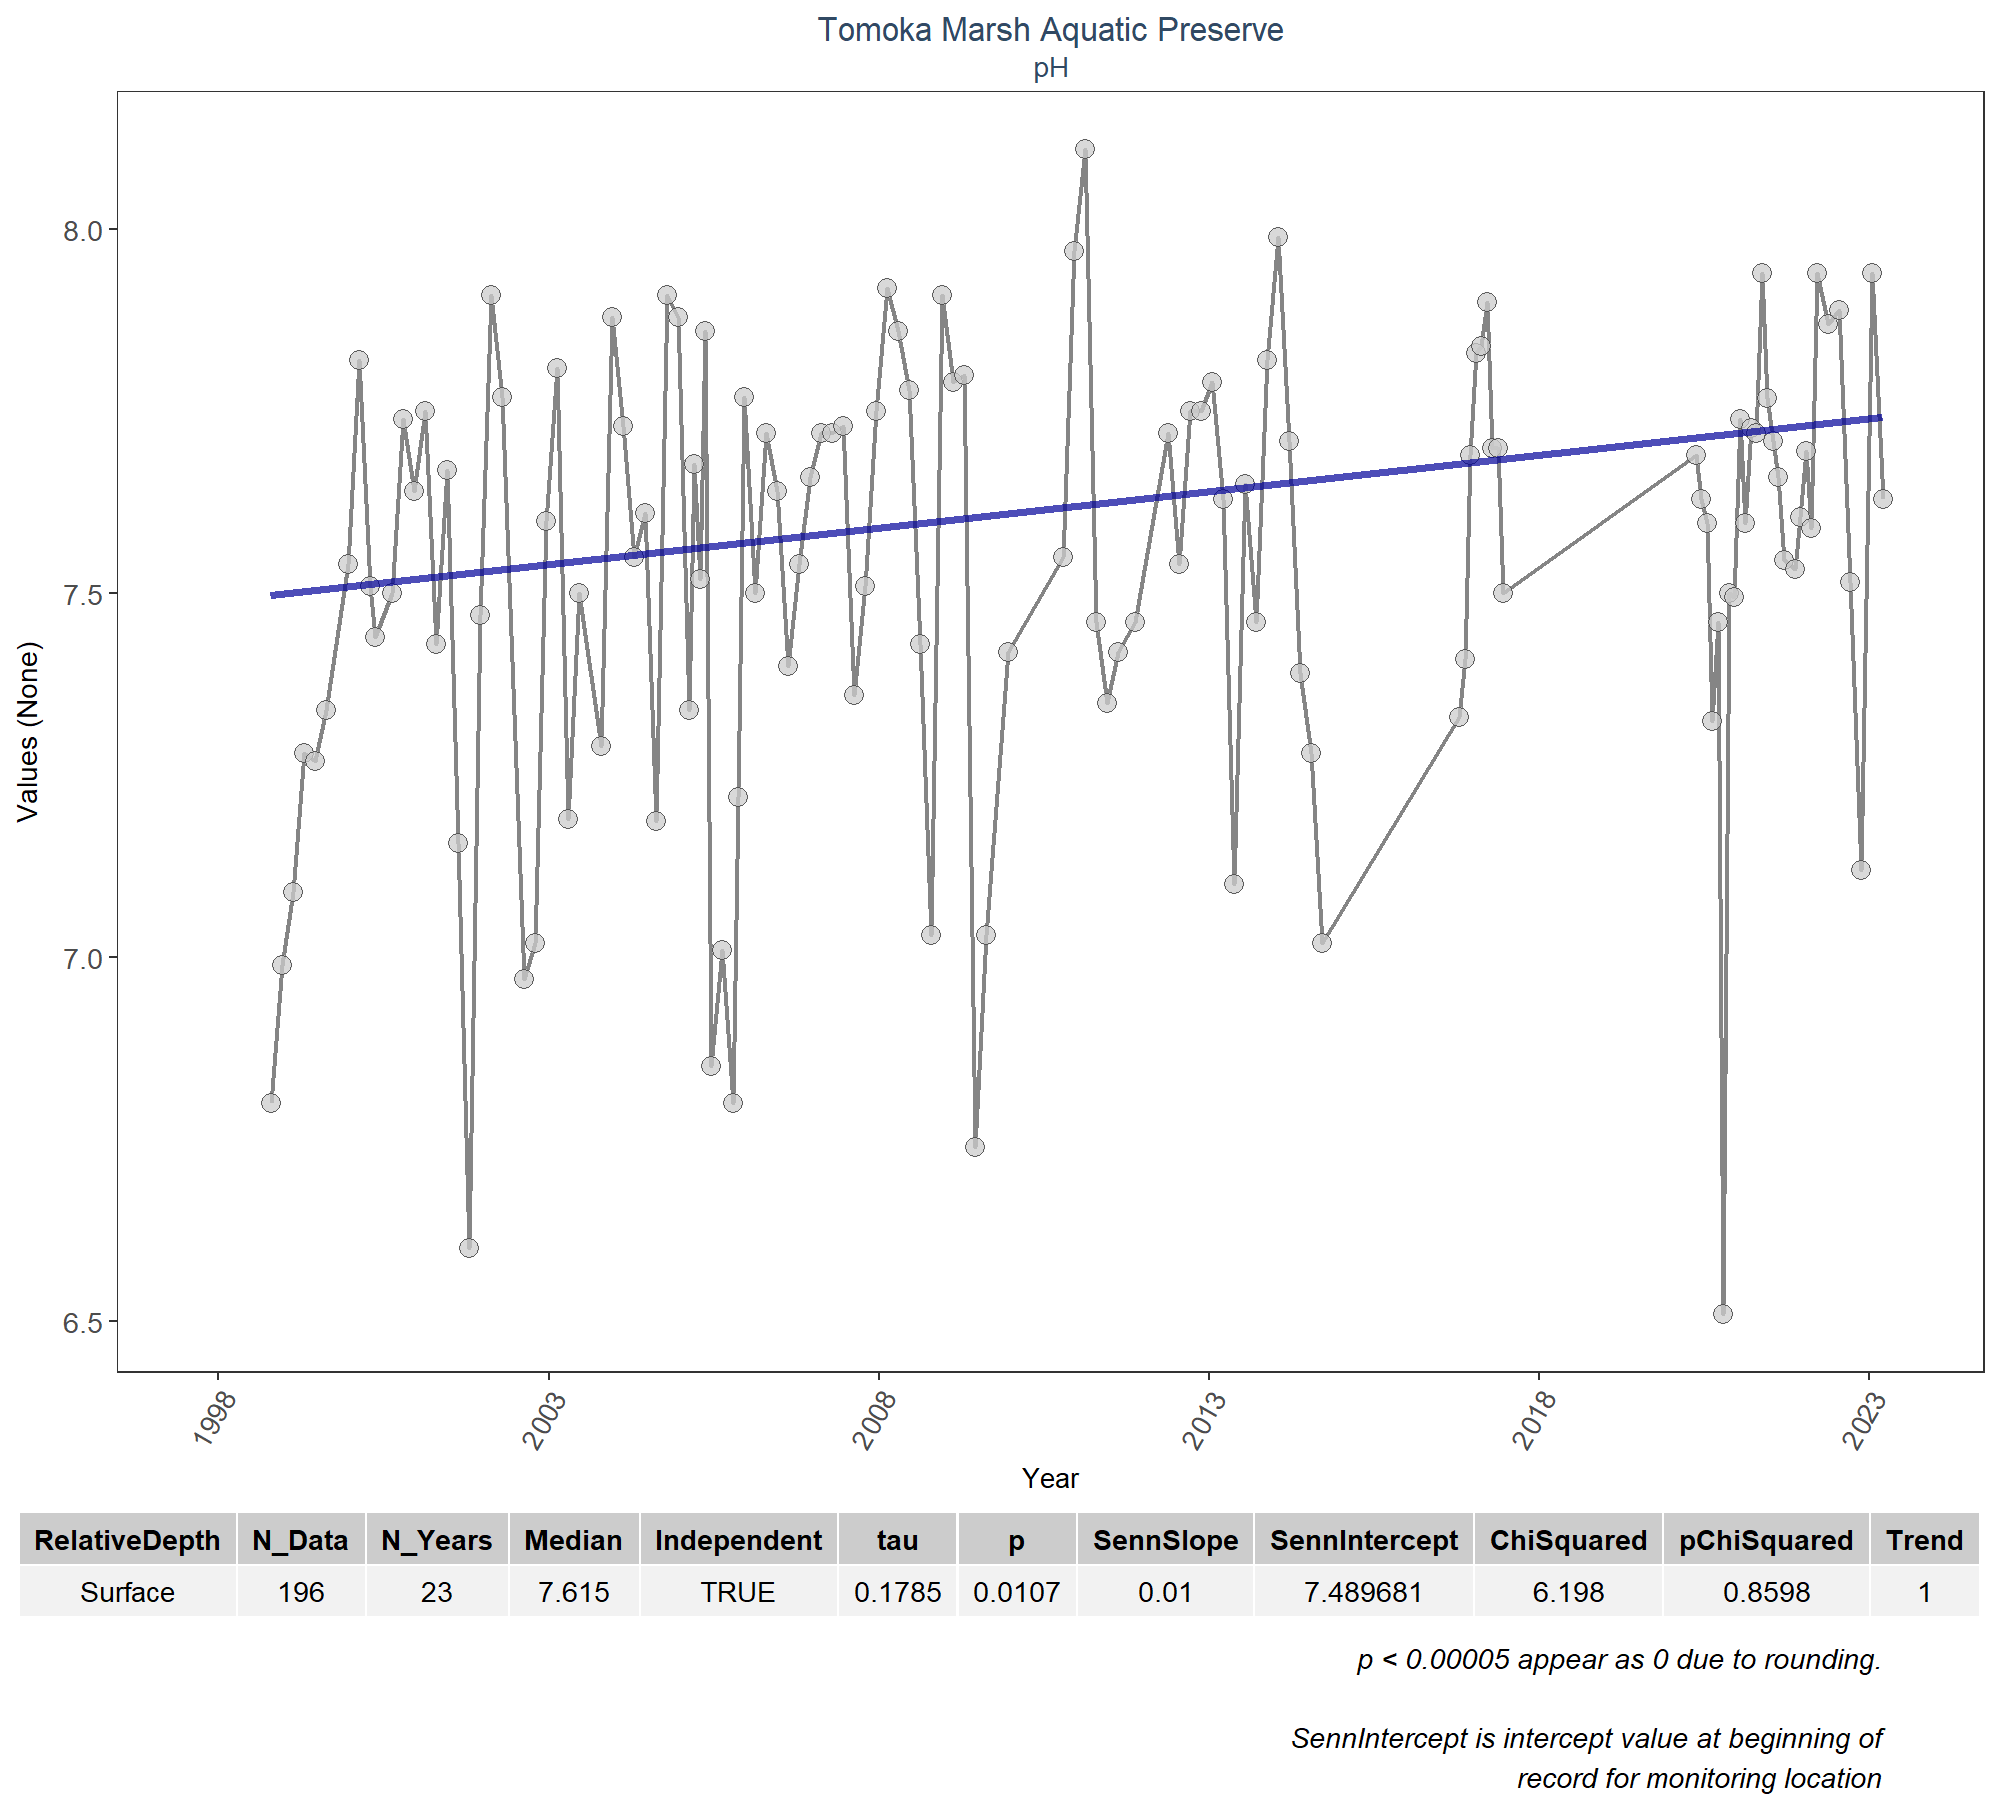 Tomoka Marsh Aquatic Preserve
pH
Values (None)
8.0
7.5
7.0
6.5
1998 2003 2008 2013 2018 2023
Year
RelativeDepth N_Data N_Years Median Independent tau p SennSlope SennIntercept ChiSquared pChiSquared Trend
Surface 196 23 7.615 TRUE 0.1785 0.0107 0.01 7.489681 6.198 0.8598 1
p < 0.00005 appear as 0 due to rounding.
SennIntercept is intercept value at beginning of
record for monitoring location